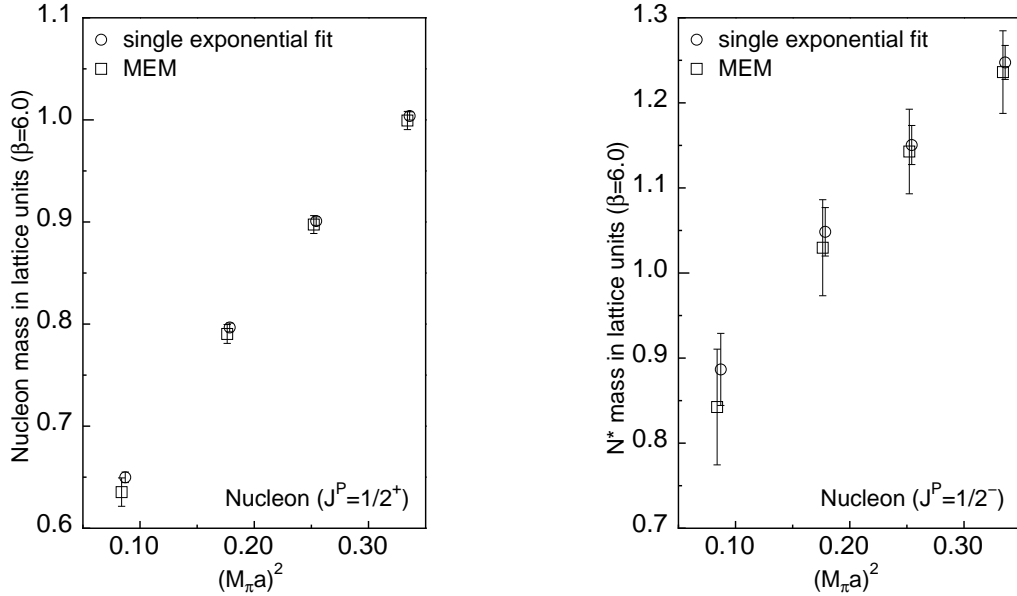 1.1
1.0
0.9
0.8
0.7
0.6
0.10
0.20
0.30
Nucleon mass in lattice units (β=6.0)
single exponential fit
MEM
Nucleon (J^P=1/2^+)
(M_πa)^2
1.3
1.2
1.1
1.0
0.9
0.8
0.7
0.10
0.20
0.30
N* mass in lattice units (β=6.0)
single exponential fit
MEM
Nucleon (J^P=1/2^−)
(M_πa)^2